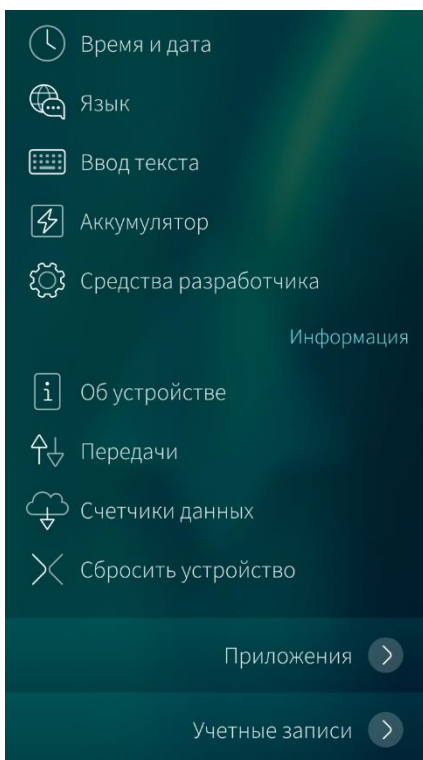 Время и дата
Язык
Ввод текста
Аккумулятор
Средства разработчика
Информация
Об устройстве
Передачи
Счетчики данных
Сбросить устройство
Приложения
Учетные записи